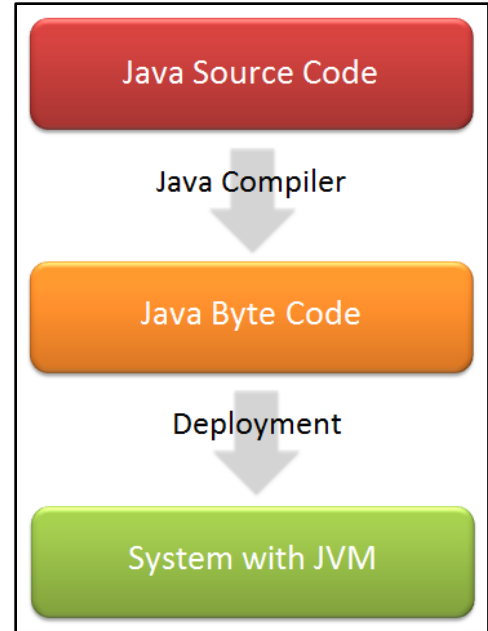 Java Source Code
Java Compiler
Java Byte Code
Deployment
System with JVM